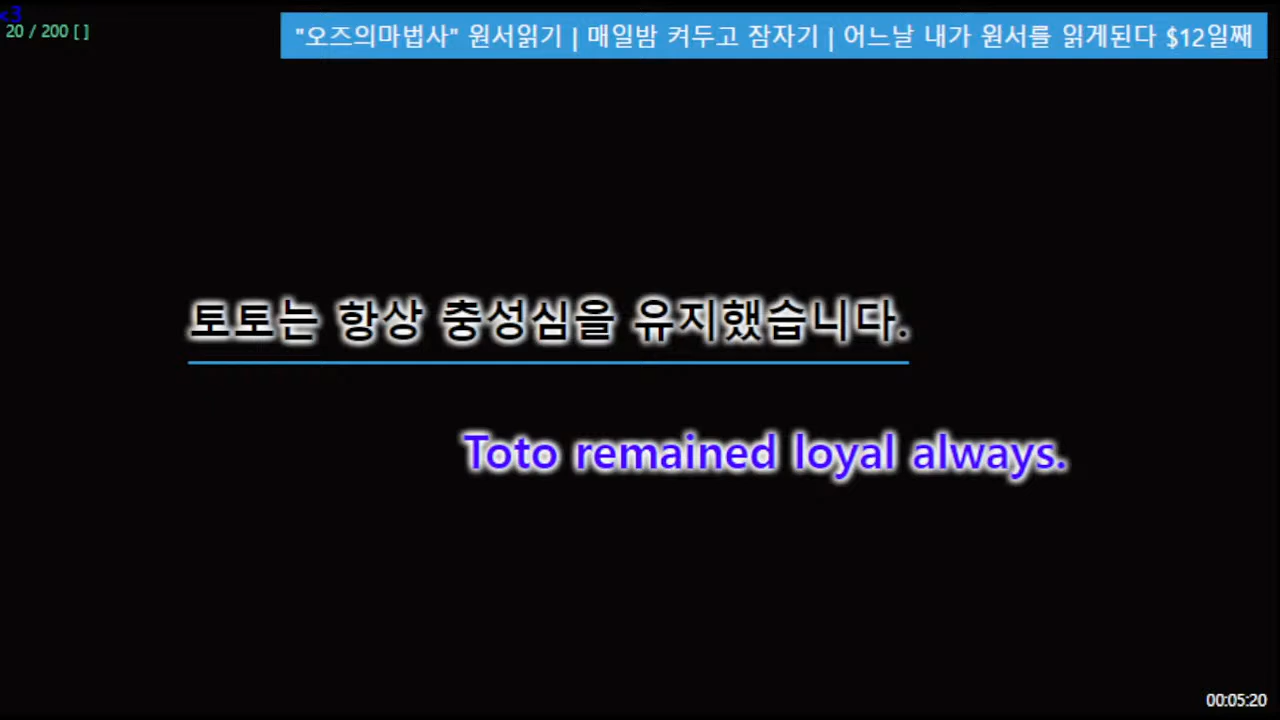 <3
20 / 200 [ ]
"오즈의마법사" 원서읽기 | 매일밤 켜두고 잠자기 | 어느날 내가 원서를 읽게된다 $12일째
토토는 항상 충성심을 유지했습니다.
Toto remained loyal always.
00:05:20